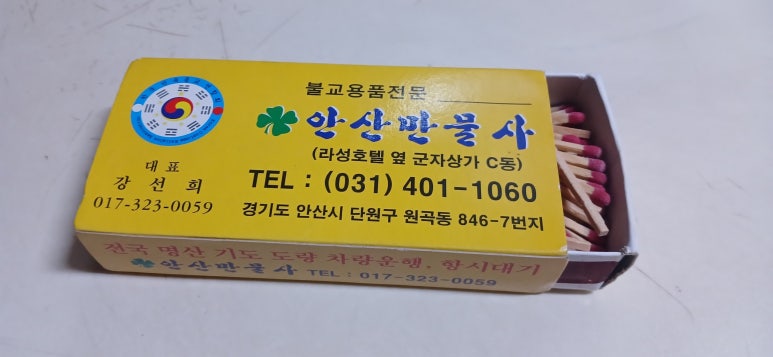 불교용품전문
안산만물사
(라성호텔 옆 군자상가 C동)
TEL : (031) 401-1060
경기도 안산시 단원구 원곡동 846-7번지
대표
강선희
017-323-0059
전국 명산 기도 도량 차량운행, 항시대기
안산만물사 TEL : 017-323-0059